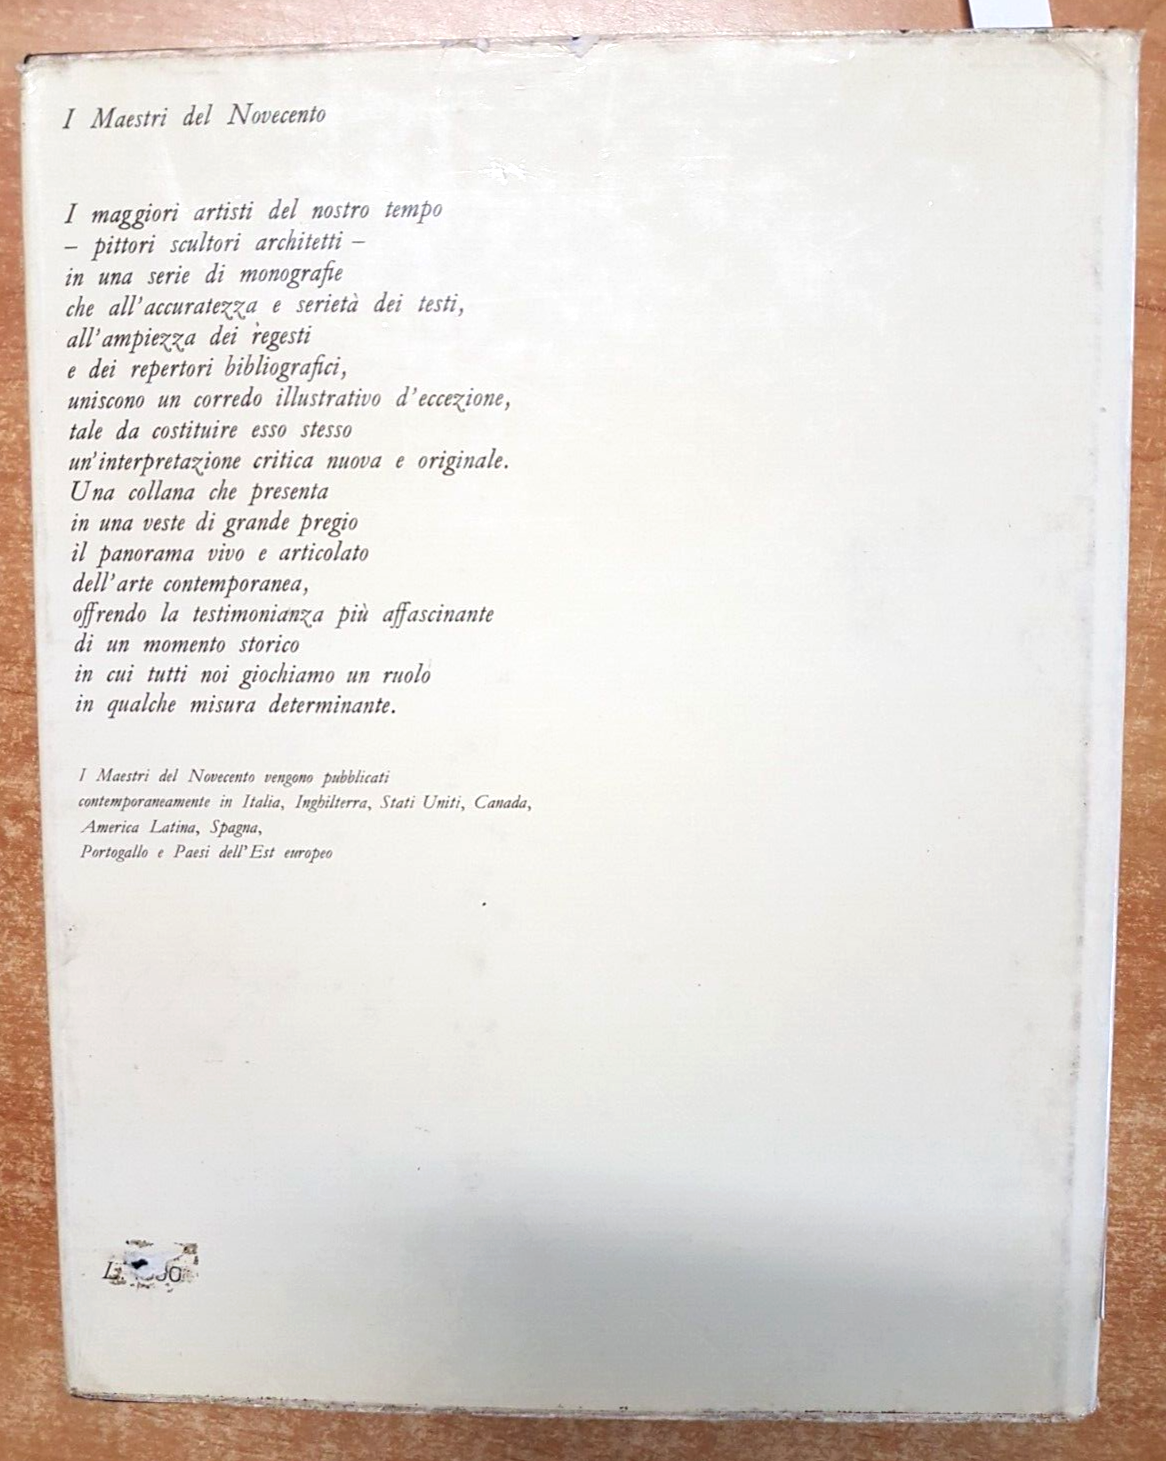 I Maestri del Novecento
I maggiori artisti del nostro tempo
– pittori scultori architetti –
in una serie di monografie
che all'accuratezza e serietà dei testi,
all'ampiezza dei regesti
e dei repertori bibliografici,
uniscono un corredo illustrativo d'eccezione,
tale da costituire esso stesso
un'interpretazione critica nuova e originale.
Una collana che presenta
in una veste di grande pregio
il panorama vivo e articolato
dell'arte contemporanea,
offrendo la testimonianza più affascinante
di un momento storico
in cui tutti noi giochiamo un ruolo
in qualche misura determinante.
I Maestri del Novecento vengono pubblicati
contemporaneamente in Italia, Inghilterra, Stati Uniti, Canada,
America Latina, Spagna,
Portogallo e Paesi dell'Est europeo